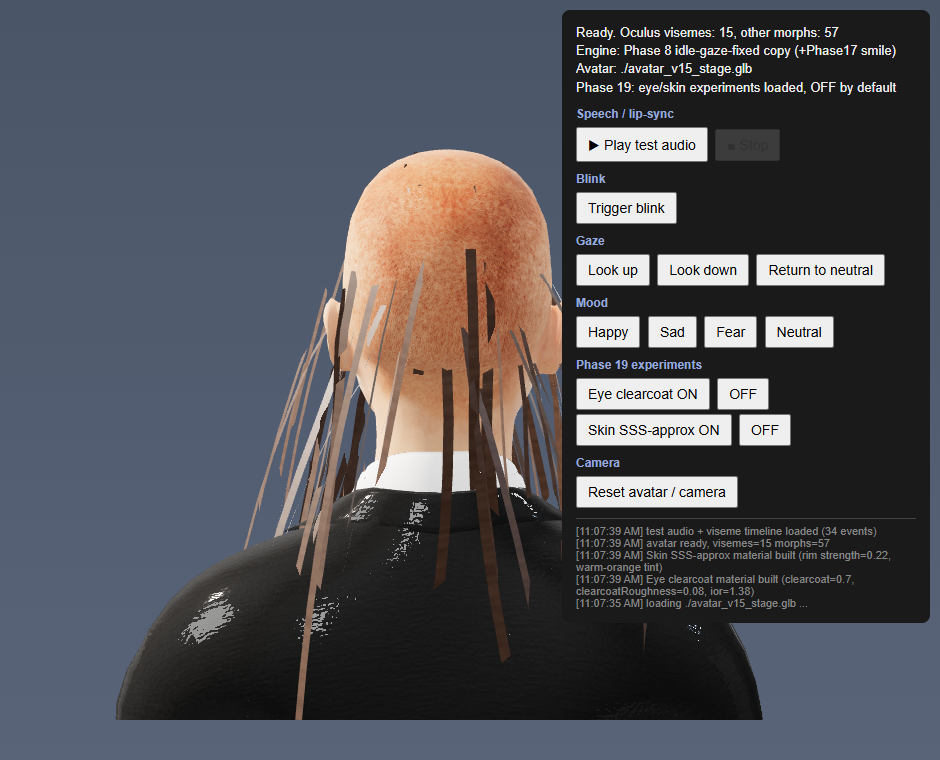 Ready. Oculus visemes: 15, other morphs: 57
Engine: Phase 8 idle-gaze-fixed copy (+Phase17 smile)
Avatar: ./avatar_v15_stage.glb
Phase 19: eye/skin experiments loaded, OFF by default
Speech / lip-sync
▶ Play test audio ■ Stop
Blink
Trigger blink
Gaze
Look up Look down Return to neutral
Mood
Happy Sad Fear Neutral
Phase 19 experiments
Eye clearcoat ON OFF
Skin SSS-approx ON OFF
Camera
Reset avatar / camera
[11:07:39 AM] test audio + viseme timeline loaded (34 events)
[11:07:39 AM] avatar ready, visemes=15 morphs=57
[11:07:39 AM] Skin SSS-approx material built (rim strength=0.22,
warm-orange tint)
[11:07:39 AM] Eye clearcoat material built (clearcoat=0.7,
clearcoatRoughness=0.08, ior=1.38)
[11:07:35 AM] loading ./avatar_v15_stage.glb ...